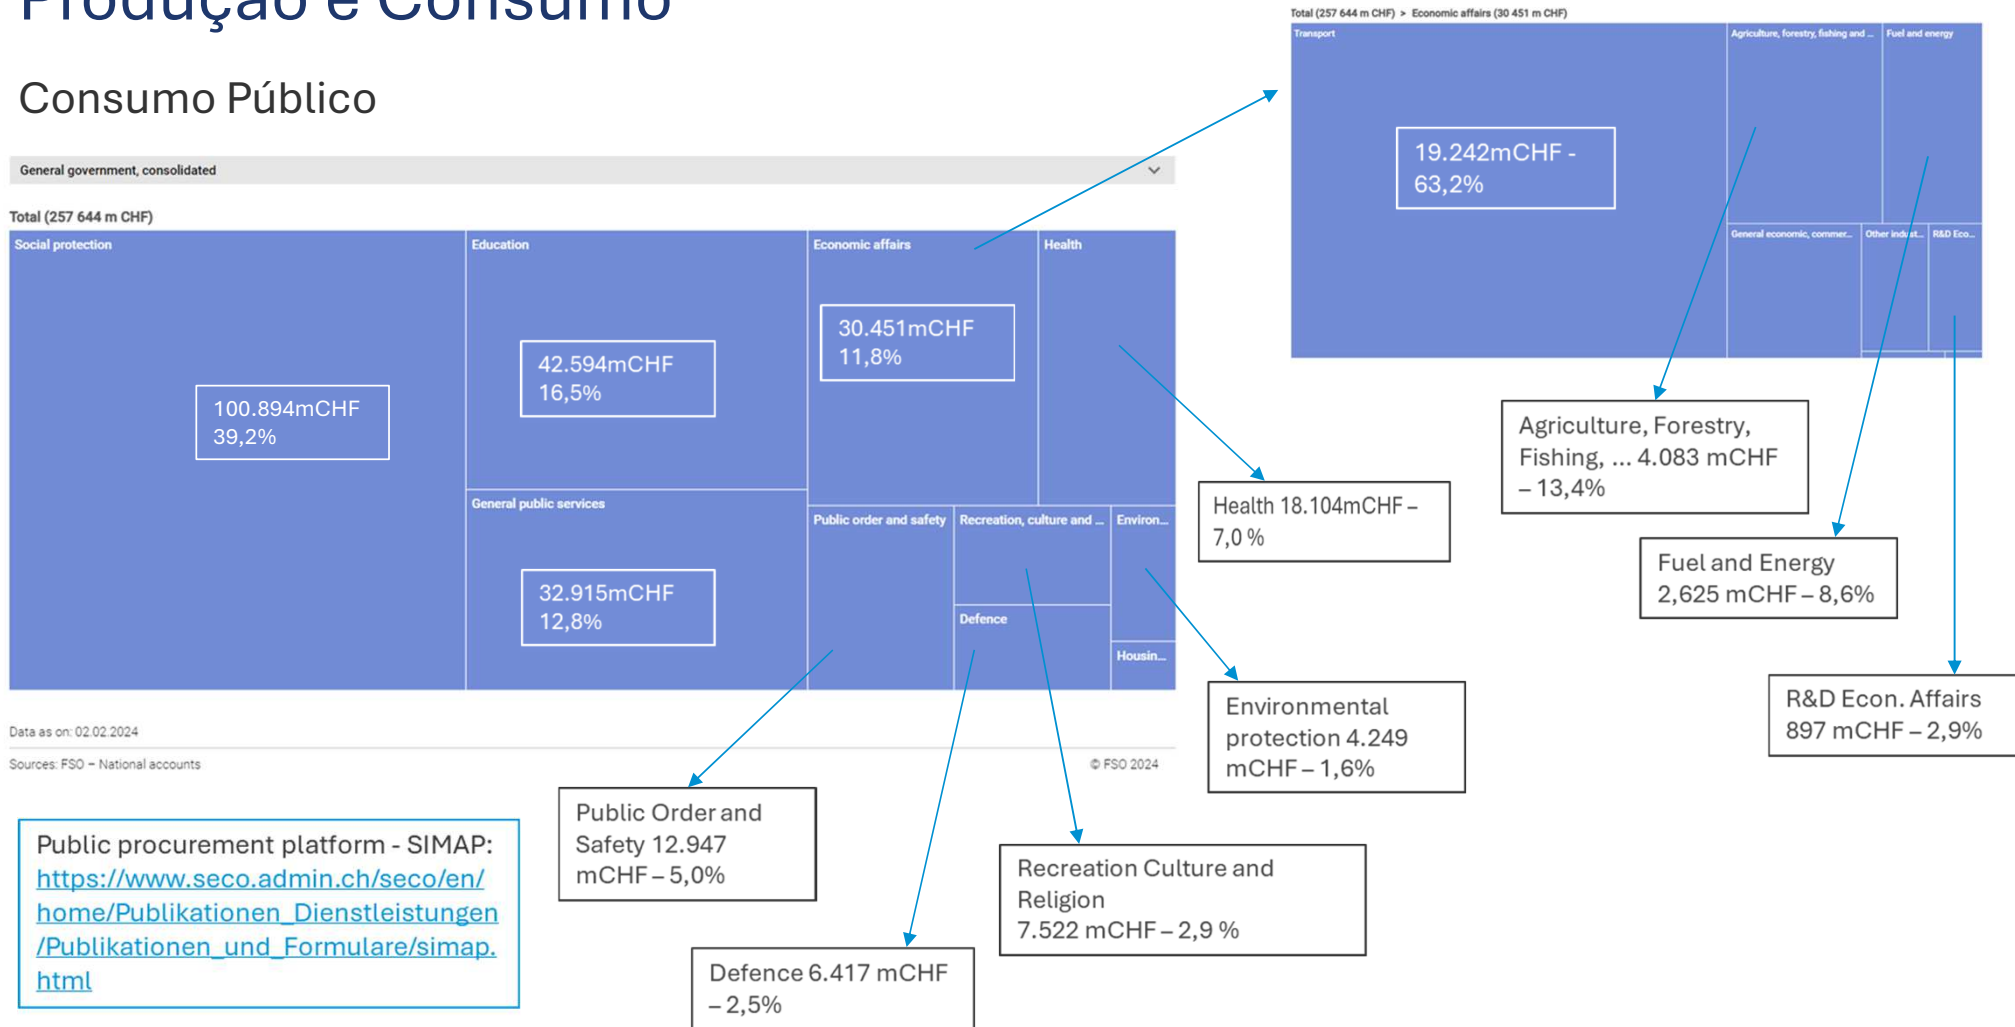 Produção e Consumo
Consumo Público
General government, consolidated
Total (257 644 m CHF)
Social protection
100.894mCHF
39,2%
Education
42.594mCHF
16,5%
General public services
32.915mCHF
12,8%
Economic affairs
30.451mCHF
11,8%
Health
Public order and safety
Recreation, culture and ...
Environ...
Defence
Housin...
Data as on: 02.02.2024
Sources: FSO – National accounts
© FSO 2024
Total (257 644 m CHF) > Economic affairs (30 451 m CHF)
Transport
19.242mCHF -
63,2%
Agriculture, forestry, fishing and ...
Fuel and energy
General economic, commer...
Other indust...
R&D Eco...
Agriculture, Forestry,
Fishing, ... 4.083 mCHF
– 13,4%
Health 18.104mCHF –
7,0 %
Fuel and Energy
2,625 mCHF – 8,6%
Environmental
protection 4.249
mCHF – 1,6%
R&D Econ. Affairs
897 mCHF – 2,9%
Public Order and
Safety 12.947
mCHF – 5,0%
Recreation Culture and
Religion
7.522 mCHF – 2,9 %
Defence 6.417 mCHF
– 2,5%
Public procurement platform - SIMAP:
https://www.seco.admin.ch/seco/en/
home/Publikationen_Dienstleistungen
/Publikationen_und_Formulare/simap.
html